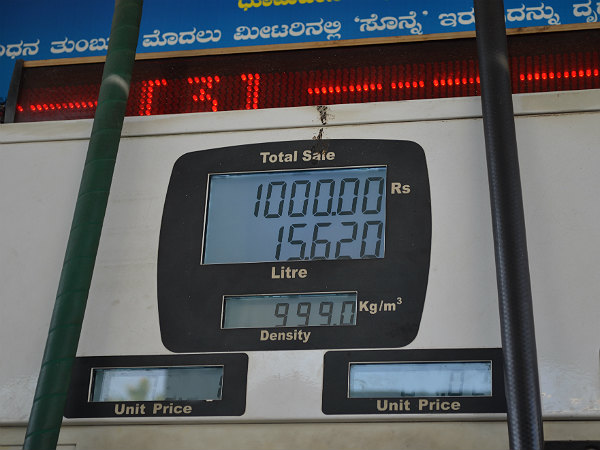 ಇಂಧನ ತುಂಬುವ ಮೊದಲು ಮೀಟರಿನಲ್ಲಿ 'ಸೊನ್ನೆ'
Total Sale
1000.00 Rs
15.620
Litre
999.0 Kg/m³
Density
Unit Price
Unit Price